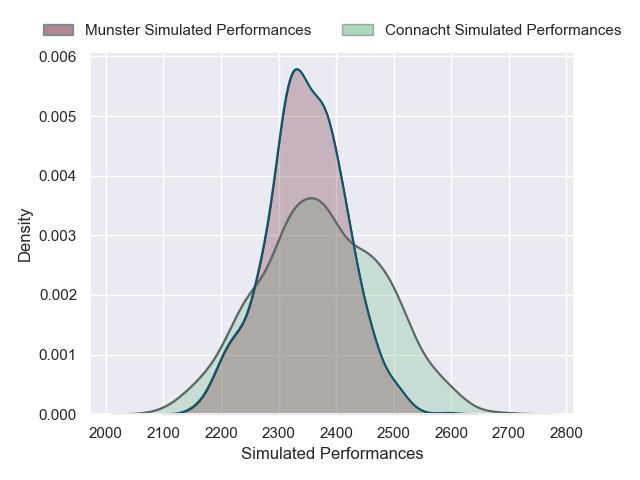 Munster Simulated Performances Connacht Simulated Performances
0.006
0.005
0.004
0.003
0.002
0.001
0.000
Density
2000 2100 2200 2300 2400 2500 2600 2700 2800
Simulated Performances